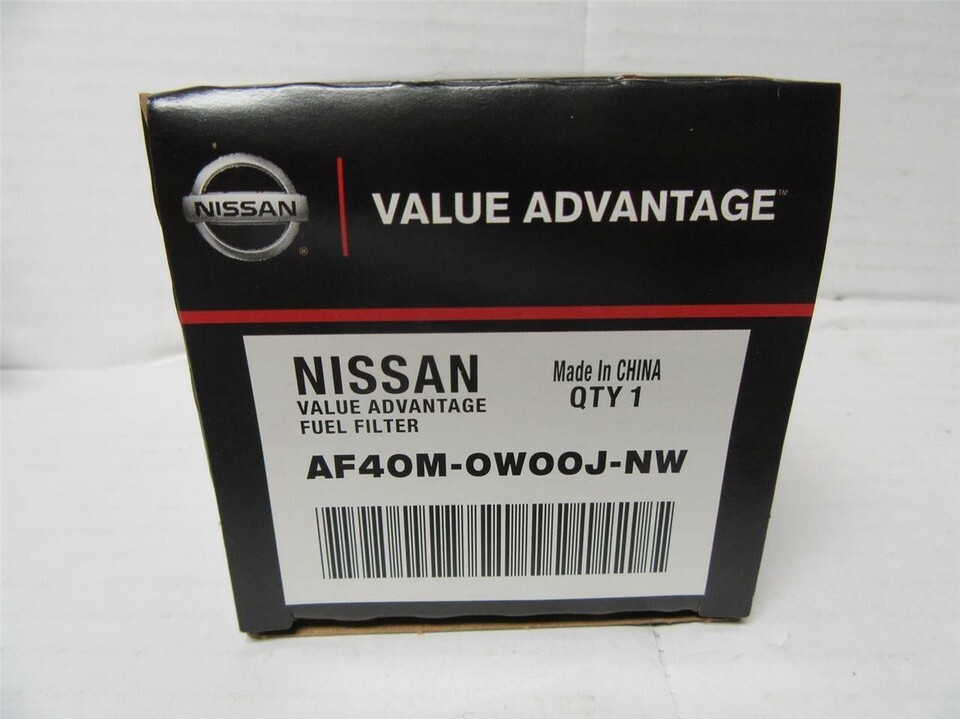 NISSAN ®
VALUE ADVANTAGE™
NISSAN
VALUE ADVANTAGE
FUEL FILTER
Made In CHINA
QTY 1
AF40M-0W00J-NW